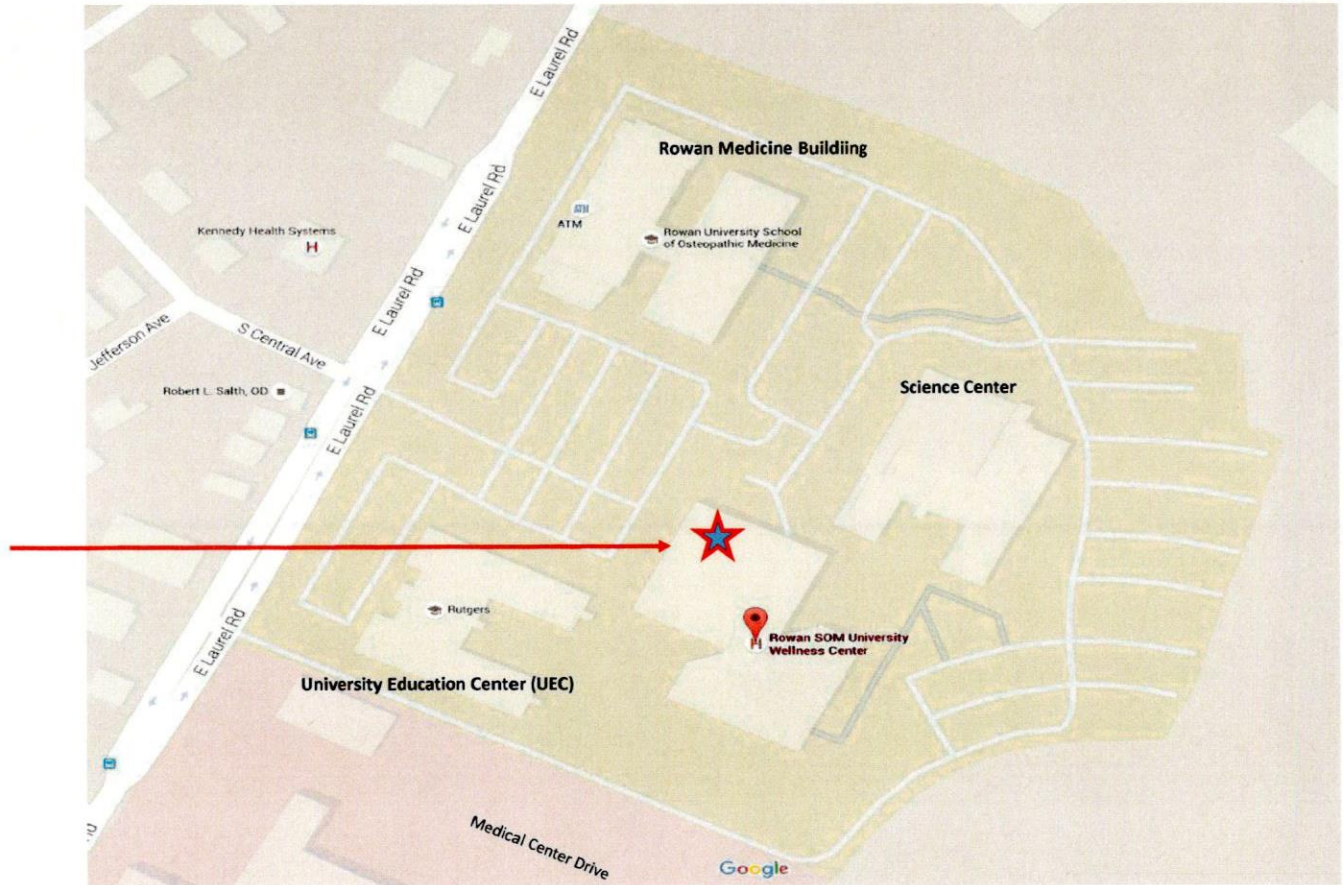 E Laurel Rd
Rowan Medicine Buildiing
E Laurel Rd
ATM
ATM
Kennedy Health Systems
H
Rowan University School
of Osteopathic Medicine
E Laurel Rd
Jefferson Ave
S Central Ave
Science Center
Robert L. Salth, OD
E Laurel Rd
Rutgers
E Laurel Rd
H
Rowan SOM University
Wellness Center
University Education Center (UEC)
Medical Center Drive
Google